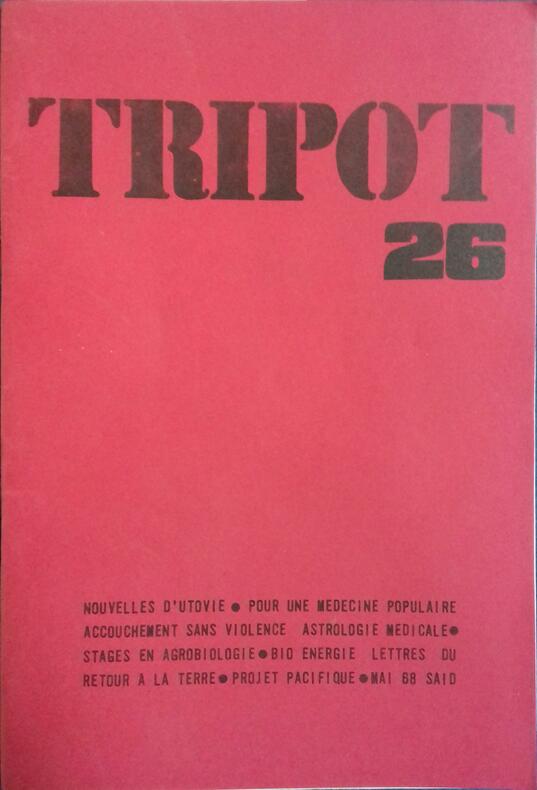 TRIPOT
26
NOUVELLES D'UTOVIE ● POUR UNE MEDECINE POPULAIRE
ACCOUCHEMENT SANS VIOLENCE ASTROLOGIE MEDICALE●
STAGES EN AGROBIOLOGIE●BIO ENERGIE LETTRES DU
RETOUR A LA TERRE●PROJET PACIFIQUE●MAI 68 SAID